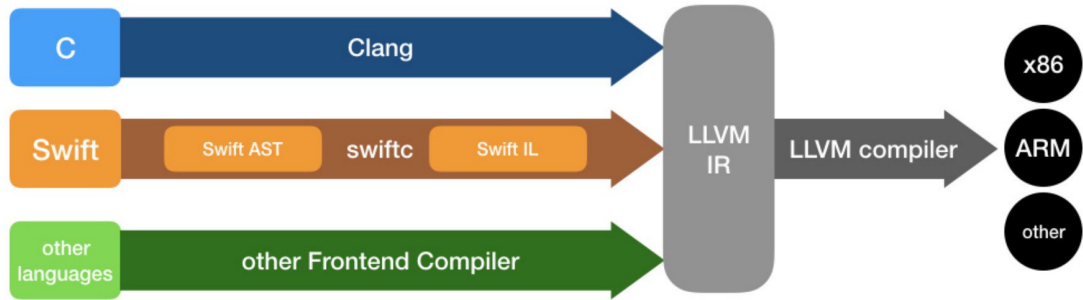 C
Clang
Swift
Swift AST
swiftc
Swift IL
other
languages
other Frontend Compiler
LLVM
IR
LLVM compiler
x86
ARM
other